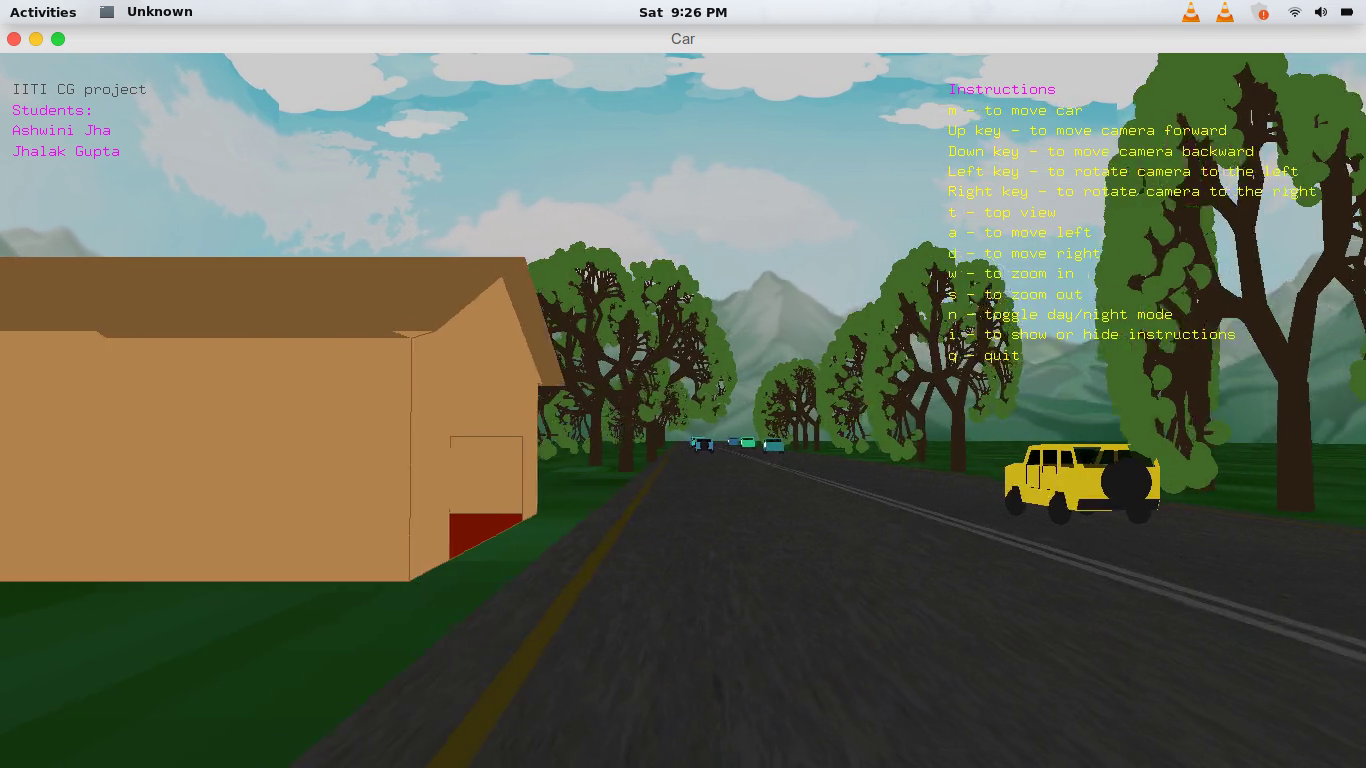 Activities Unknown Sat 9:26 PM
Car
IITI CG project
Students:
Ashwini Jha
Jhalak Gupta
Instructions
m - to move car
Up key - to move camera forward
Down key - to move camera backward
Left key - to rotate camera to the left
Right key - to rotate camera to the right
t - top view
a - to move left
d - to move right
w - to zoom in
s - to zoom out
n - toggle day/night mode
i - to show or hide instructions
q - quit